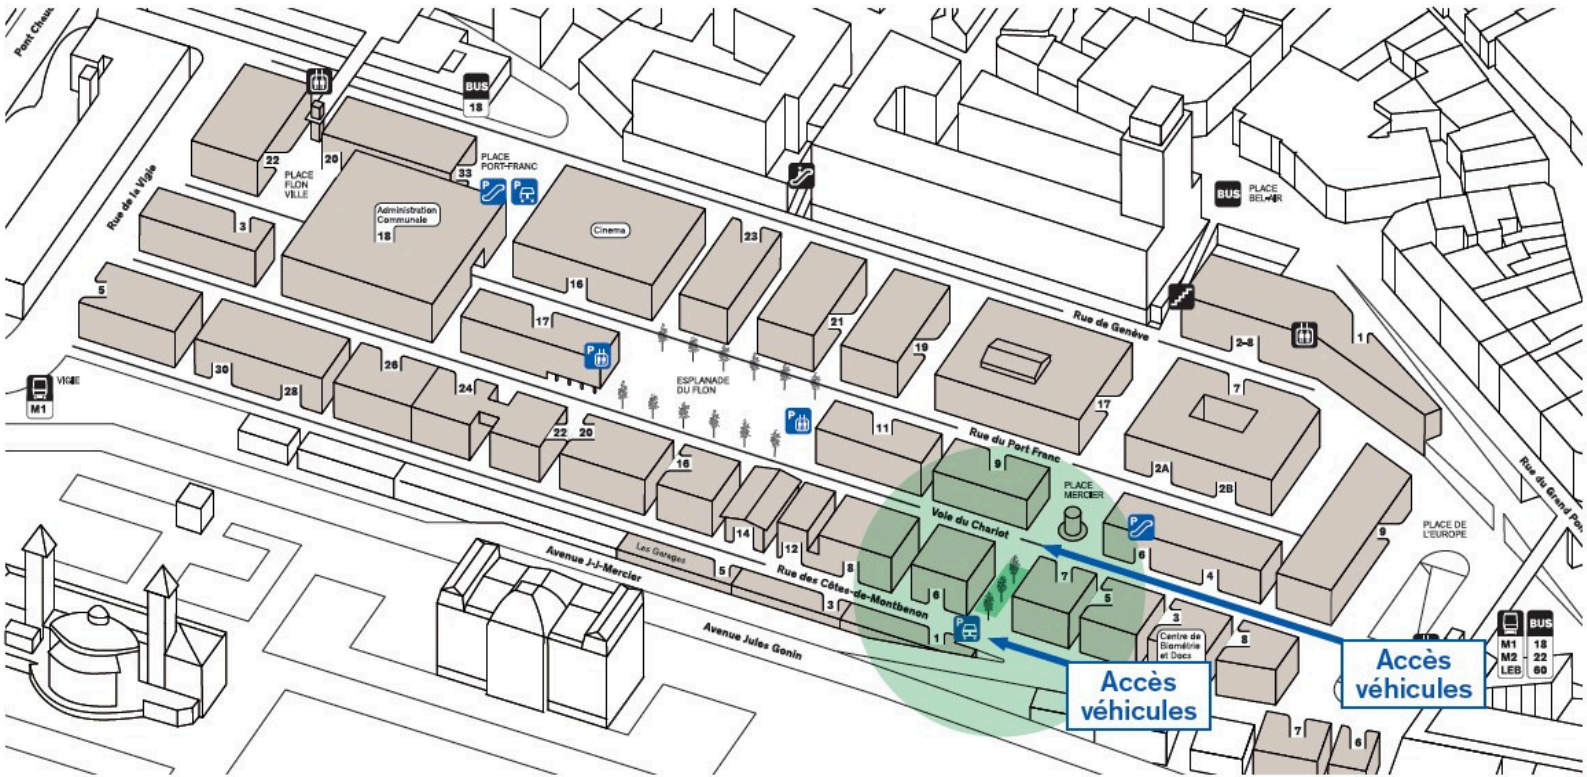 Pont Chaud
BUS
18
22
20
33
PLACE
PORT-FRANC
P
P
PLACE
FLON
VILLE
Rue de la Vigie
3
Administration
Communale
18
Cinema
23
BUS
PLACE
BEL-AIR
5
16
17
21
19
Rue de Genève
2-8
1
P
30
28
26
24
22
20
ESPLANADE
DU FLON
VIGIE
M1
P
11
17
7
16
Rue du Port Franc
9
2A
2B
PLACE
MERCIER
Rue du Grand Pon
14
12
8
Voie du Chariot
P
6
4
9
PLACE DE
L'EUROPE
Les Garages
5
Avenue J-J-Mercier
Rue des Côtes-de-Montbenon
3
6
7
5
3
8
1
P
Avenue Jules Gonin
Centre de
Biométrie
et Docs
M1
M2
LEB
BUS
18
22
60
Accès
véhicules
Accès
véhicules
7
6